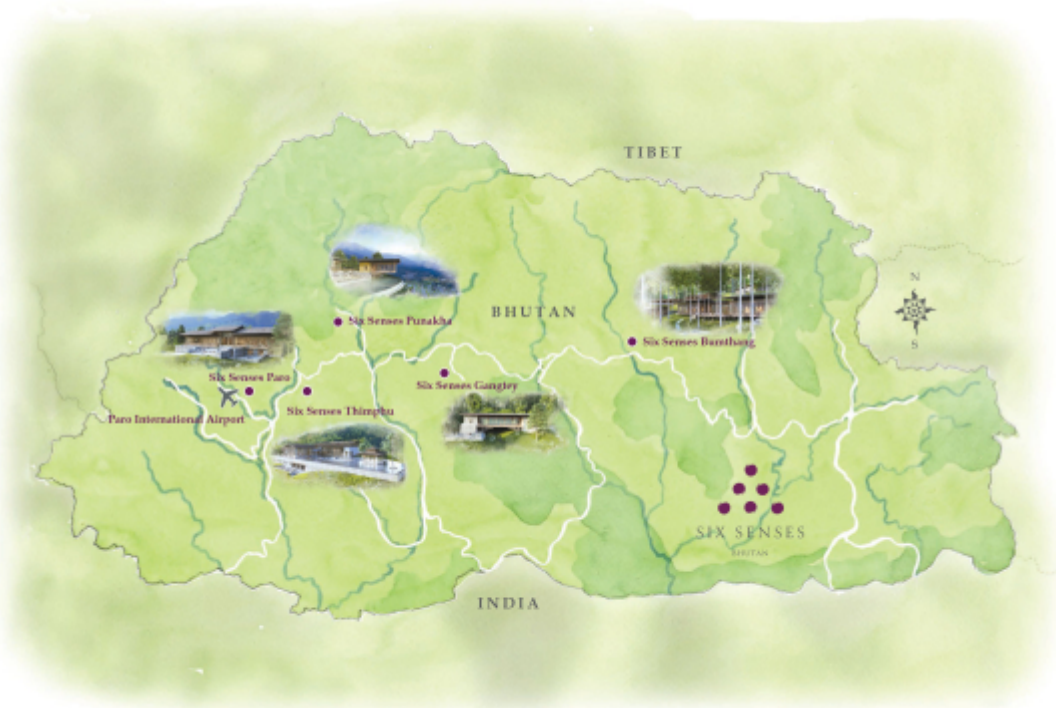 TIBET
N
BHUTAN
S
Six Senses Punakha
Six Senses Bumthang
Six Senses Paro
Six Senses Gangtey
Paro International Airport
Six Senses Thimphu
SIX SENSES
BHUTAN
INDIA